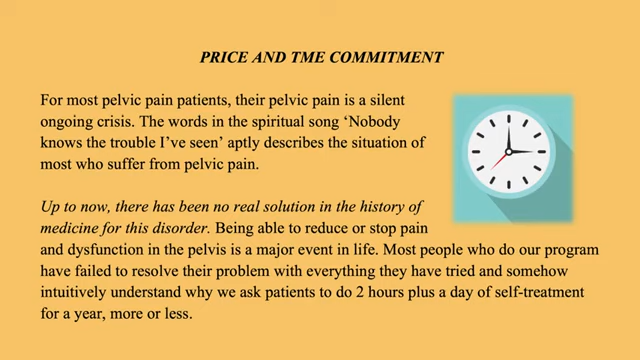 PRICE AND TME COMMITMENT
For most pelvic pain patients, their pelvic pain is a silent
ongoing crisis. The words in the spiritual song ‘Nobody
knows the trouble I’ve seen’ aptly describes the situation of
most who suffer from pelvic pain.
Up to now, there has been no real solution in the history of
medicine for this disorder. Being able to reduce or stop pain
and dysfunction in the pelvis is a major event in life. Most people who do our program
have failed to resolve their problem with everything they have tried and somehow
intuitively understand why we ask patients to do 2 hours plus a day of self-treatment
for a year, more or less.